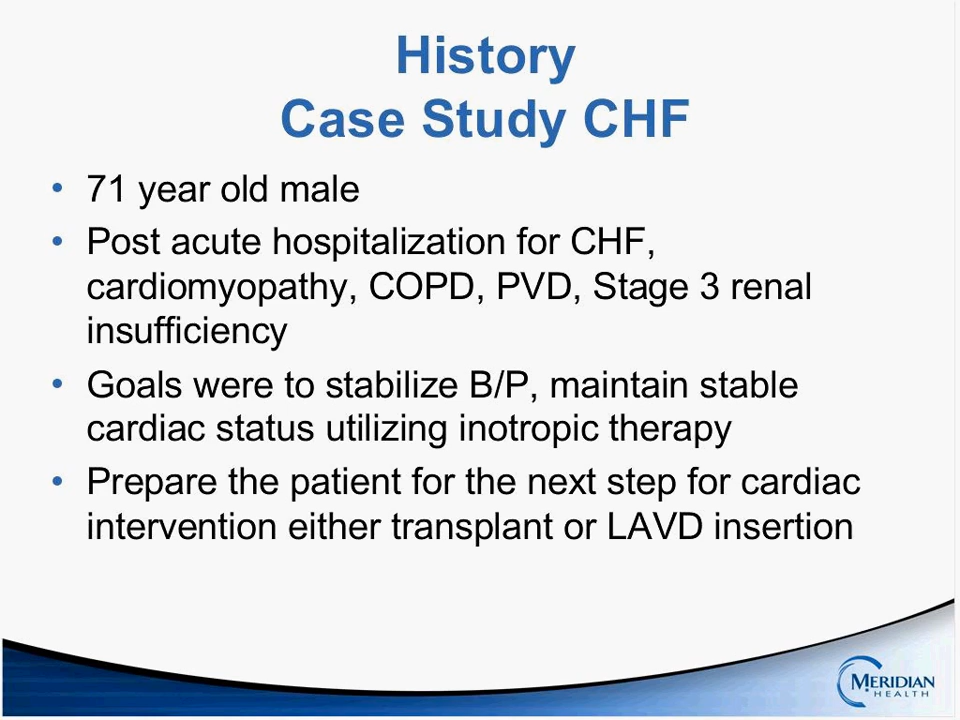 History
Case Study CHF
• 71 year old male
• Post acute hospitalization for CHF,
cardiomyopathy, COPD, PVD, Stage 3 renal
insufficiency
• Goals were to stabilize B/P, maintain stable
cardiac status utilizing inotropic therapy
• Prepare the patient for the next step for cardiac
intervention either transplant or LAVD insertion
MERIDIAN
HEALTH